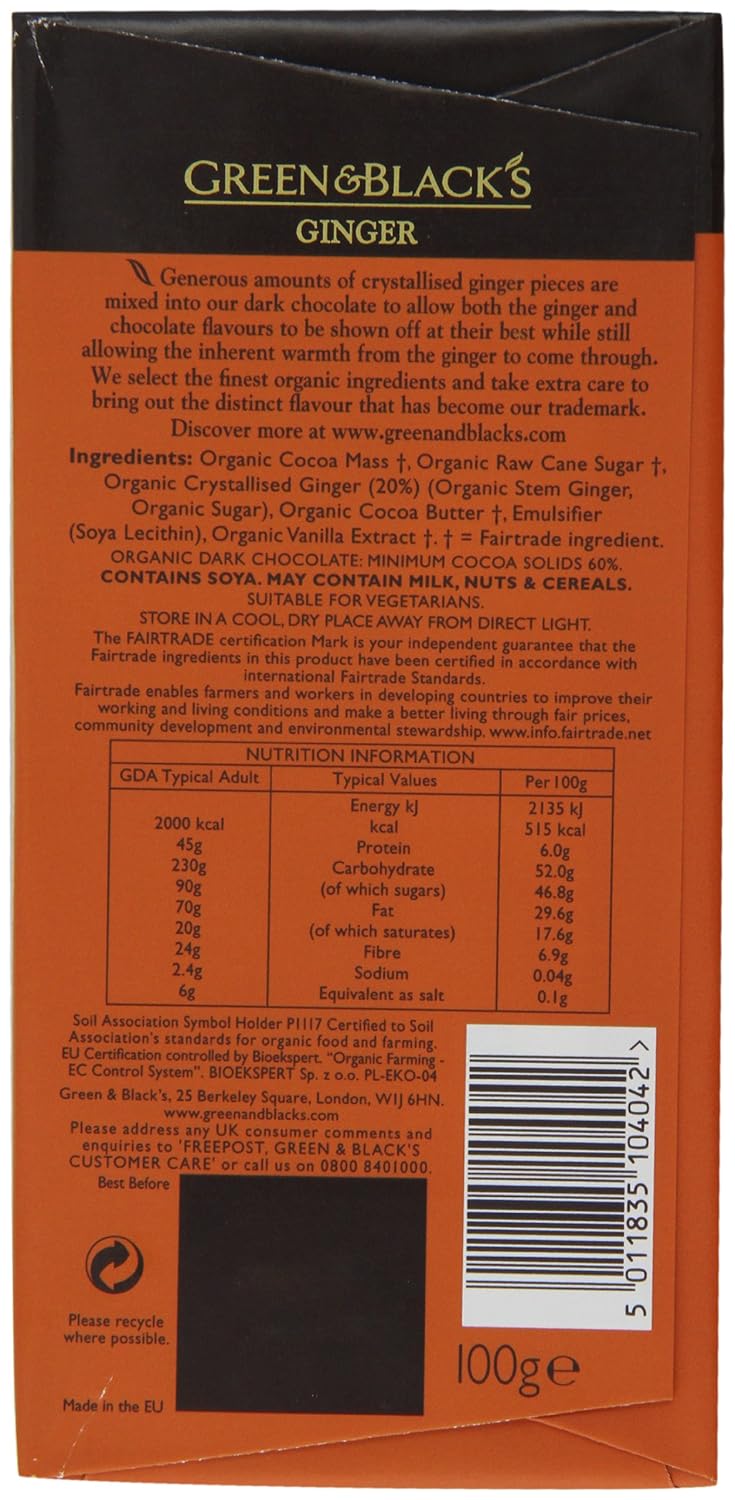 GREEN&BLACK'S
GINGER
Generous amounts of crystallised ginger pieces are
mixed into our dark chocolate to allow both the ginger and
chocolate flavours to be shown off at their best while still
allowing the inherent warmth from the ginger to come through.
We select the finest organic ingredients and take extra care to
bring out the distinct flavour that has become our trademark.
Discover more at www.greenandblacks.com
Ingredients: Organic Cocoa Mass †, Organic Raw Cane Sugar †,
Organic Crystallised Ginger (20%) (Organic Stem Ginger,
Organic Sugar), Organic Cocoa Butter †, Emulsifier
(Soya Lecithin), Organic Vanilla Extract †. † = Fairtrade ingredient.
ORGANIC DARK CHOCOLATE: MINIMUM COCOA SOLIDS 60%.
CONTAINS SOYA. MAY CONTAIN MILK, NUTS & CEREALS.
SUITABLE FOR VEGETARIANS.
STORE IN A COOL, DRY PLACE AWAY FROM DIRECT LIGHT.
The FAIRTRADE certification Mark is your independent guarantee that the
Fairtrade ingredients in this product have been certified in accordance with
international Fairtrade Standards.
Fairtrade enables farmers and workers in developing countries to improve their
working and living conditions and make a better living through fair prices,
community development and environmental stewardship. www.info.fairtrade.net
NUTRITION INFORMATION
GDA Typical Adult Typical Values Per 100g
Energy kJ 2135 kJ
2000 kcal kcal 515 kcal
45g Protein 6.0g
230g Carbohydrate 52.0g
90g (of which sugars) 46.8g
70g Fat 29.6g
20g (of which saturates) 17.6g
24g Fibre 6.9g
2.4g Sodium 0.04g
6g Equivalent as salt 0.1g
Soil Association Symbol Holder P1117 Certified to Soil
Association's standards for organic food and farming.
EU Certification controlled by Bioekspert. "Organic Farming -
EC Control System". BIOEKSPERT Sp. z o.o. PL-EKO-04
Green & Black's, 25 Berkeley Square, London, W1J 6HN.
www.greenandblacks.com
Please address any UK consumer comments and
enquiries to 'FREEPOST, GREEN & BLACK'S
CUSTOMER CARE' or call us on 0800 8401000.
Best Before
Please recycle
where possible.
Made in the EU
5 011835 104042 >
100g e